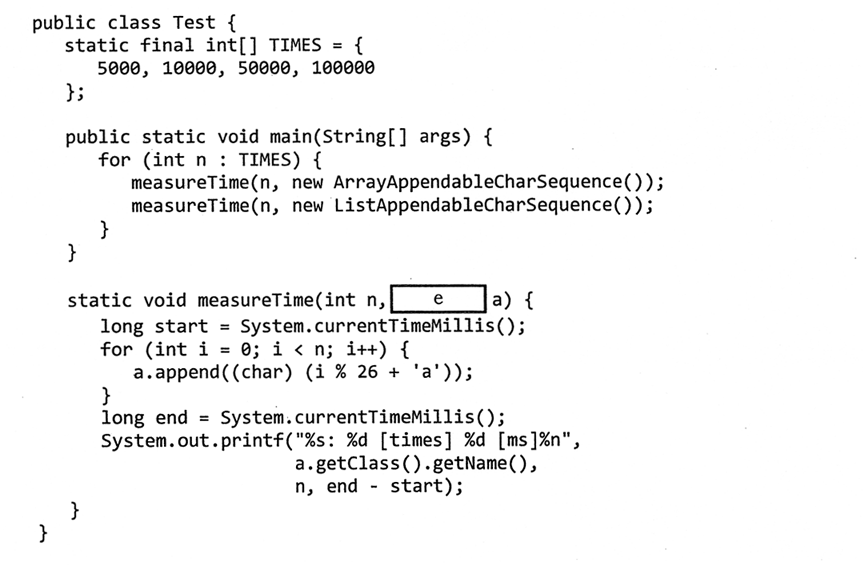 public class Test {
static final int[] TIMES = {
5000, 10000, 50000, 100000
};
public static void main(String[] args) {
for (int n : TIMES) {
measureTime(n, new ArrayAppendableCharSequence());
measureTime(n, new ListAppendableCharSequence());
}
}
static void measureTime(int n, e a) {
long start = System.currentTimeMillis();
for (int i = 0; i < n; i++) {
a.append((char) (i % 26 + 'a'));
}
long end = System.currentTimeMillis();
System.out.printf("%s: %d [times] %d [ms]%n",
a.getClass().getName(),
n, end - start);
}
}